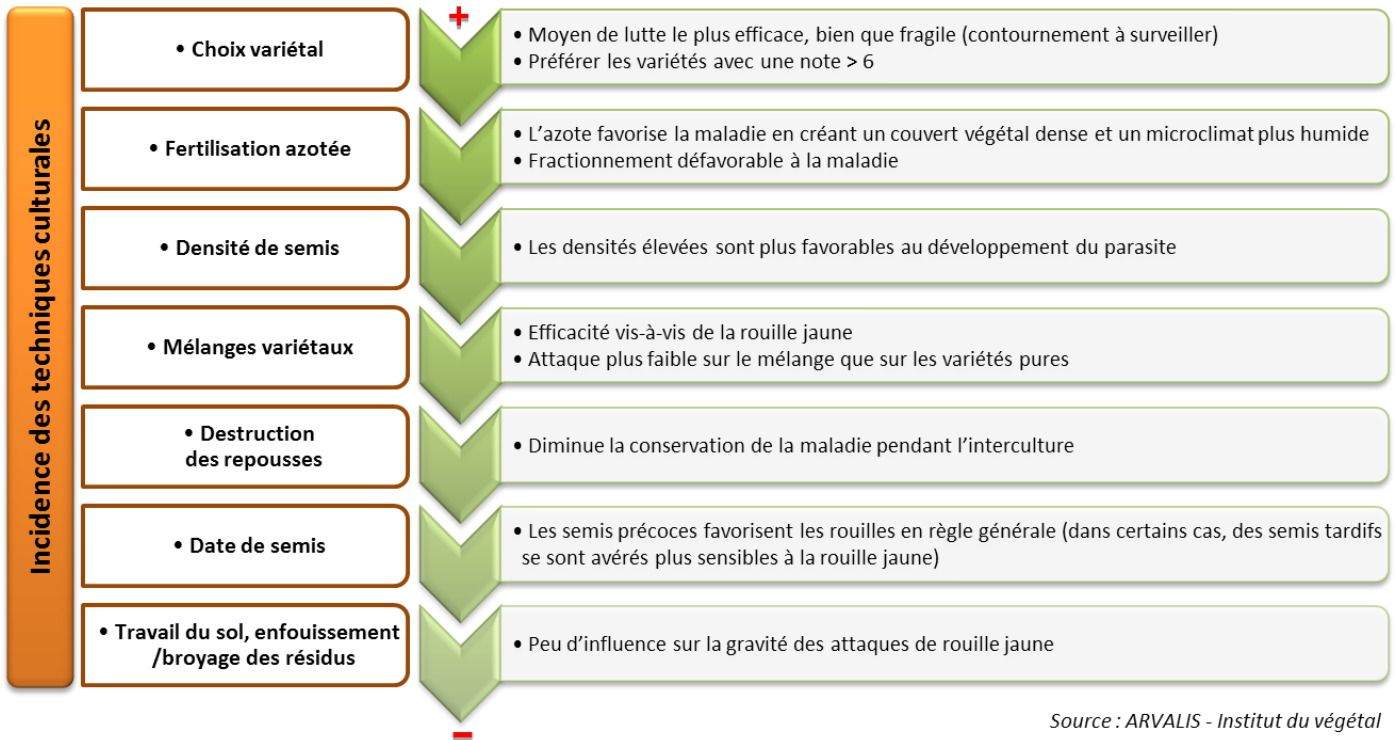 Incidence des techniques culturales
+
• Choix variétal
• Moyen de lutte le plus efficace, bien que fragile (contournement à surveiller)
• Préférer les variétés avec une note > 6
• Fertilisation azotée
• L’azote favorise la maladie en créant un couvert végétal dense et un microclimat plus humide
• Fractionnement défavorable à la maladie
• Densité de semis
• Les densités élevées sont plus favorables au développement du parasite
• Mélanges variétaux
• Efficacité vis-à-vis de la rouille jaune
• Attaque plus faible sur le mélange que sur les variétés pures
• Destruction
des repousses
• Diminue la conservation de la maladie pendant l’interculture
• Date de semis
• Les semis précoces favorisent les rouilles en règle générale (dans certains cas, des semis tardifs
se sont avérés plus sensibles à la rouille jaune)
• Travail du sol, enfouissement
/broyage des résidus
• Peu d’influence sur la gravité des attaques de rouille jaune
–
Source : ARVALIS - Institut du végétal